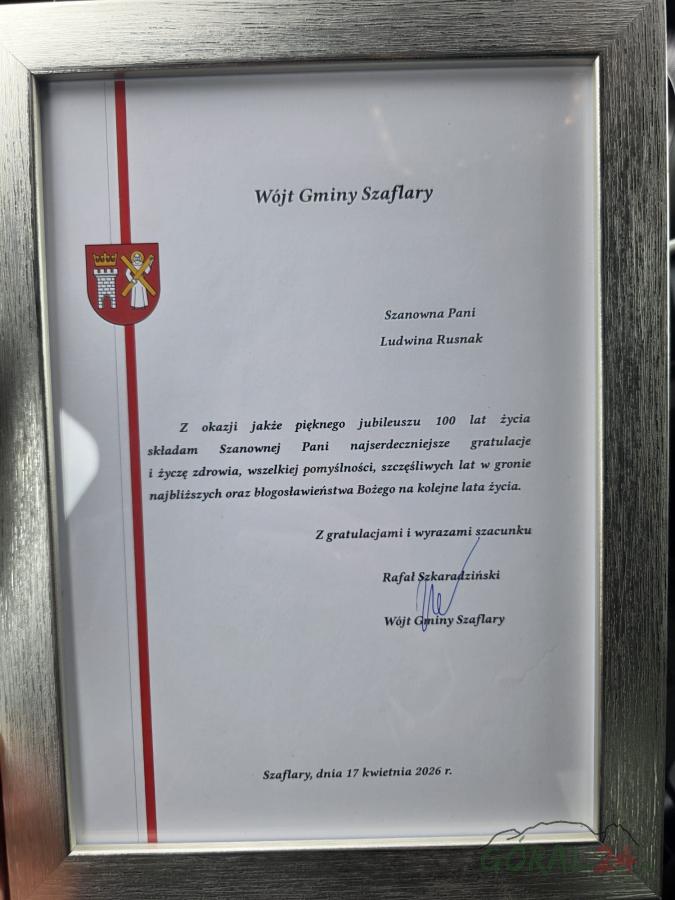 Wójt Gminy Szaflary
Szanowna Pani
Ludwina Rusnak
Z okazji jakże pięknego jubileuszu 100 lat życia
składam Szanownej Pani najserdeczniejsze gratulacje
i życzę zdrowia, wszelkiej pomyślności, szczęśliwych lat w gronie
najbliższych oraz błogosławieństwa Bożego na kolejne lata życia.
Z gratulacjami i wyrazami szacunku
Rafał Szkaradziński
Wójt Gminy Szaflary
Szaflary, dnia 17 kwietnia 2026 r.
GÓRAL24